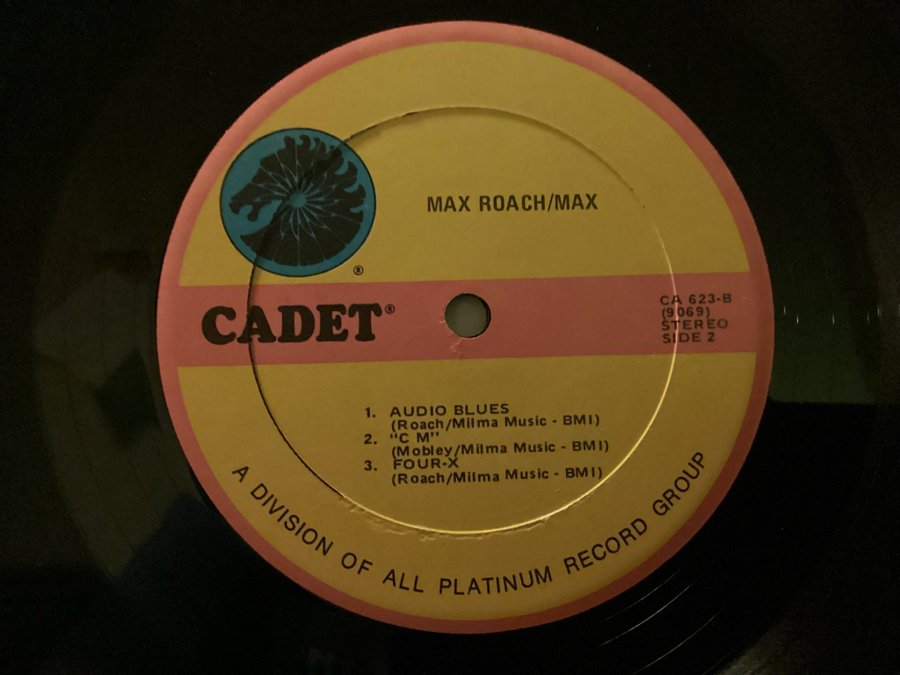 MAX ROACH/MAX
®
CADET®
CA 623-B
(9069)
STEREO
SIDE 2
1. AUDIO BLUES
(Roach/Milma Music - BMI)
2. "C M"
(Mobley/Milma Music - BMI)
3. FOUR-X
(Roach/Milma Music - BMI)
A DIVISION OF ALL PLATINUM RECORD GROUP